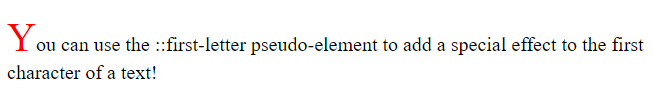 You can use the ::first-letter pseudo-element to add a special effect to the first
character of a text!